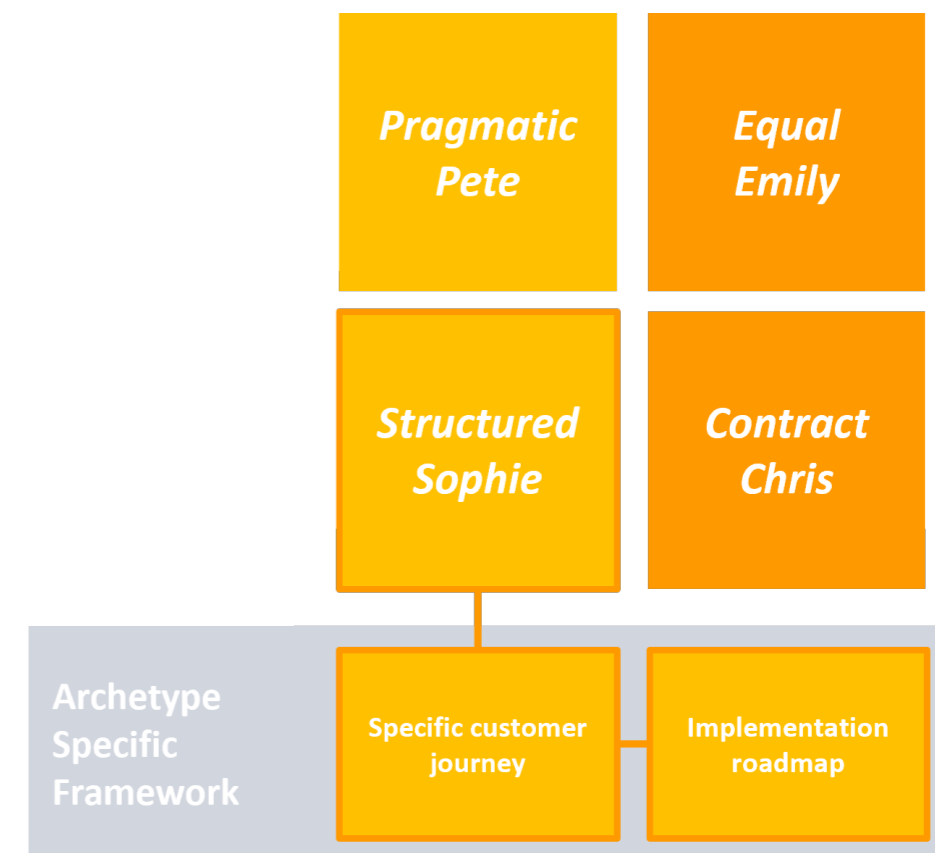 Pragmatic
Pete
Equal
Emily
Structured
Sophie
Contract
Chris
Archetype
Specific
Framework
Specific customer
journey
Implementation
roadmap